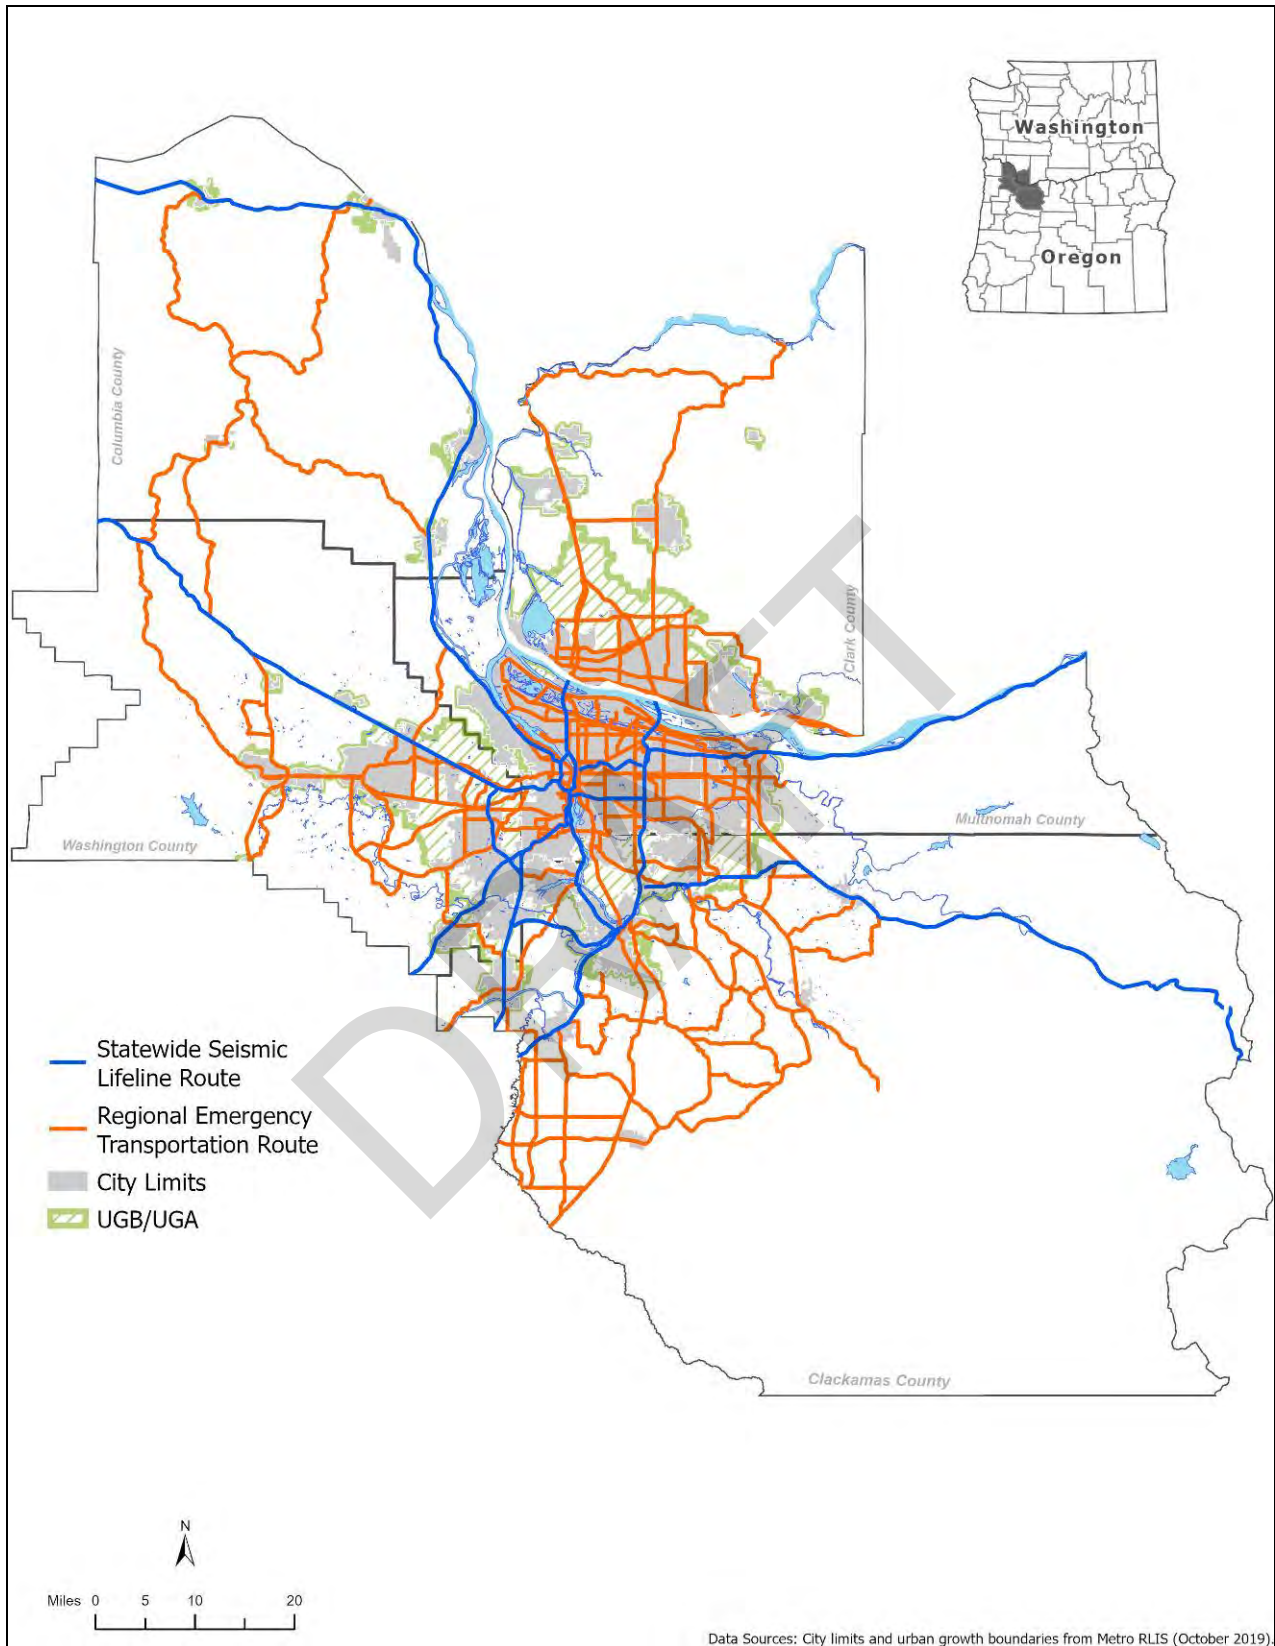 Washington
Oregon
Columbia County
Clark County
Multnomah County
Washington County
DRAFT
Statewide Seismic
Lifeline Route
Regional Emergency
Transportation Route
City Limits
UGB/UGA
Clackamas County
N
Miles 0 5 10 20
Data Sources: City limits and urban growth boundaries from Metro RLIS (October 2019)